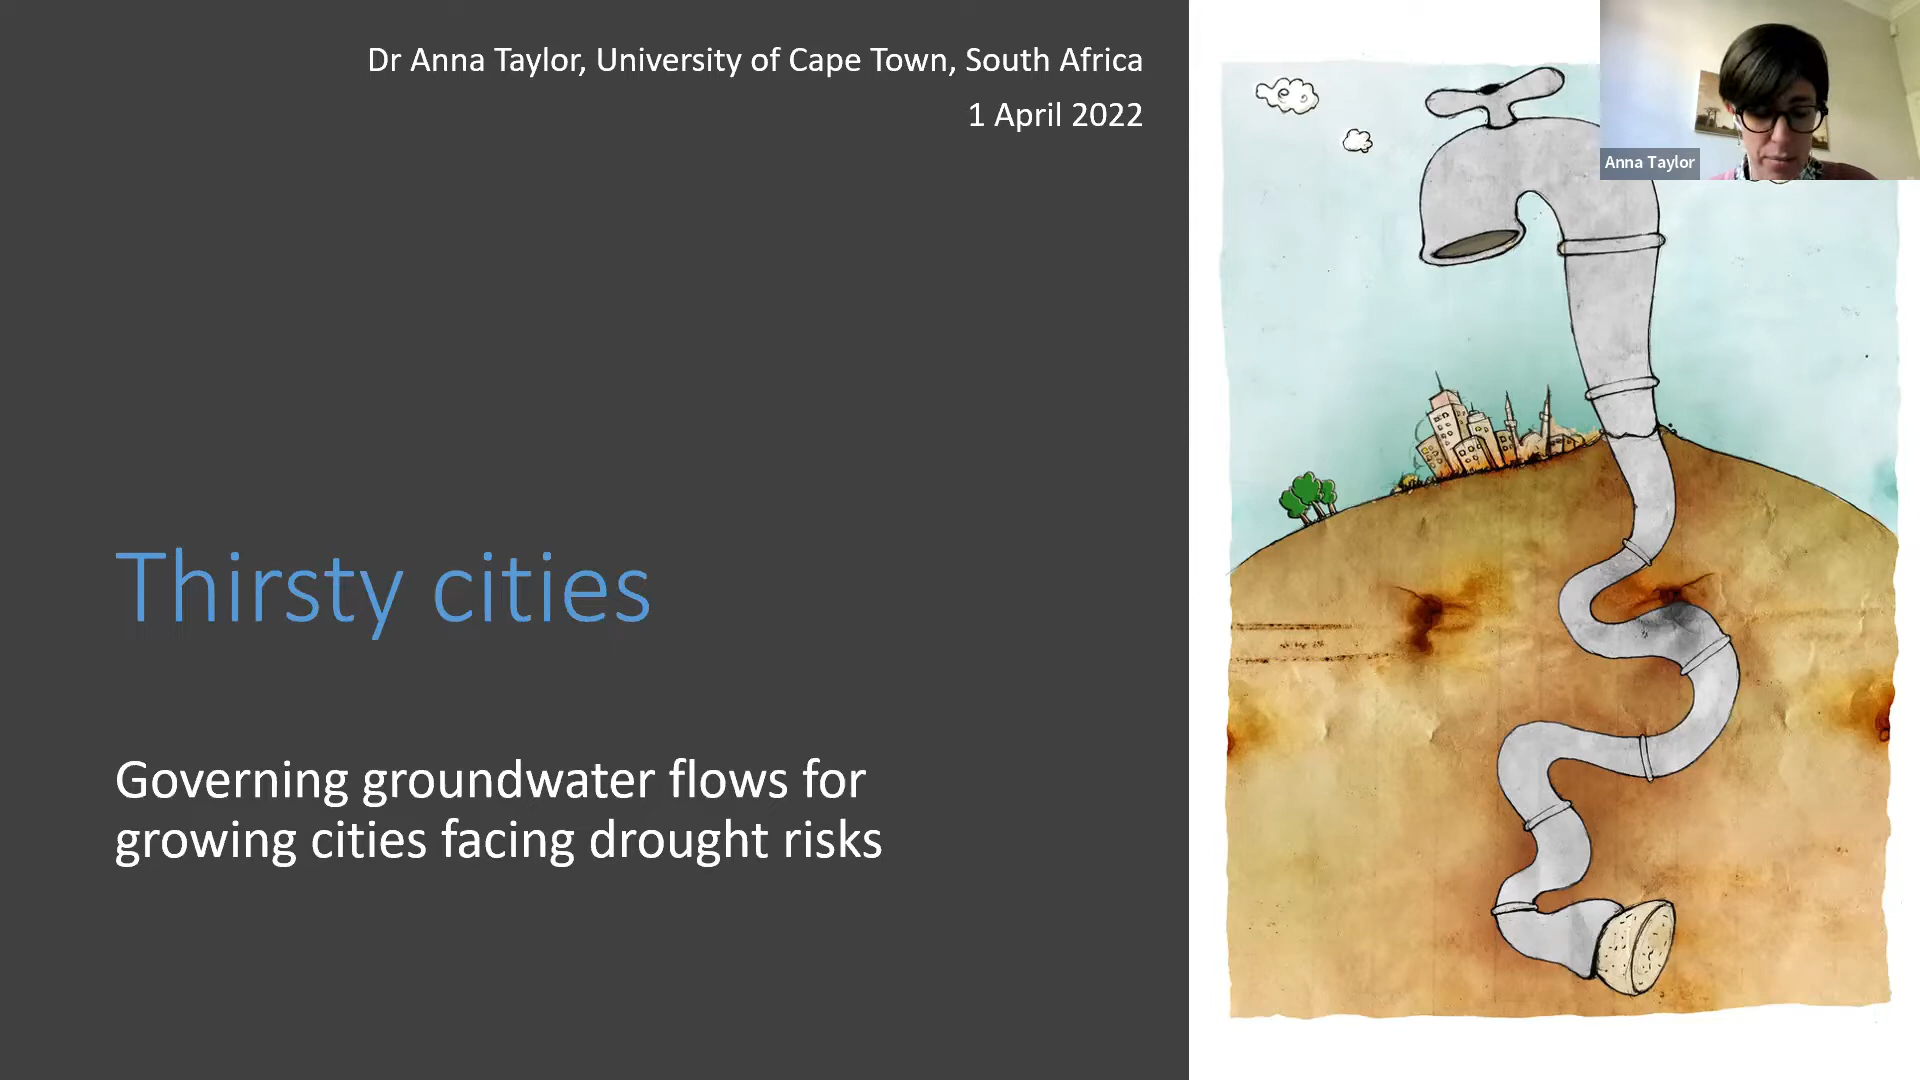 Dr Anna Taylor, University of Cape Town, South Africa
1 April 2022
Anna Taylor
Thirsty cities
Governing groundwater flows for
growing cities facing drought risks